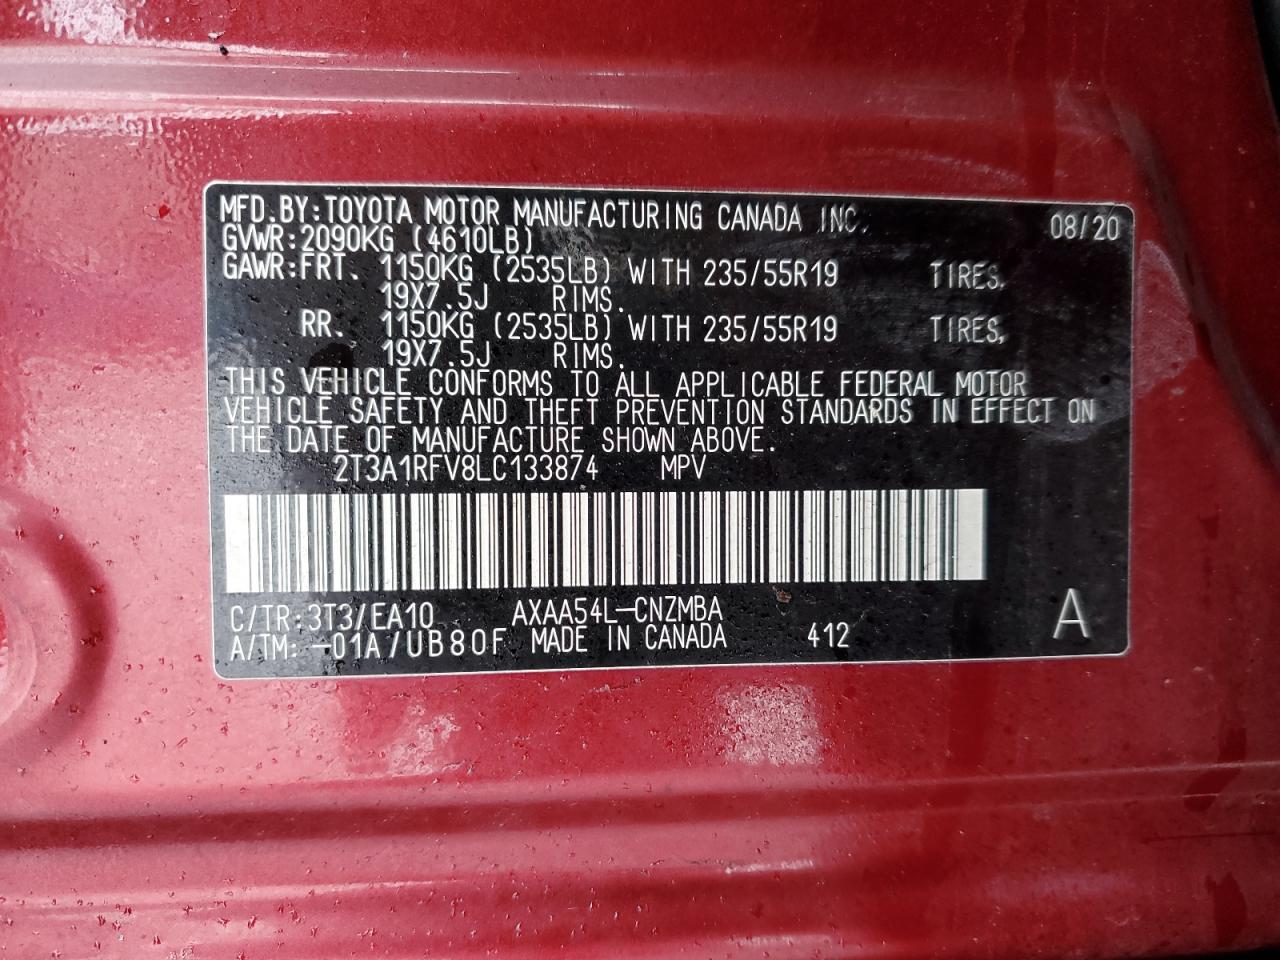 MFD.BY:TOYOTA MOTOR MANUFACTURING CANADA INC. 08/20
GVWR:2090KG (4610LB)
GAWR:FRT. 1150KG (2535LB) WITH 235/55R19 TIRES,
19X7.5J RIMS.
RR. 1150KG (2535LB) WITH 235/55R19 TIRES,
19X7.5J RIMS.
THIS VEHICLE CONFORMS TO ALL APPLICABLE FEDERAL MOTOR
VEHICLE SAFETY AND THEFT PREVENTION STANDARDS IN EFFECT ON
THE DATE OF MANUFACTURE SHOWN ABOVE.
2T3A1RFV8LC133874 MPV
C/TR:3T3/EA10 AXAA54L-CNZMBA
A/TM: -01A/UB80F MADE IN CANADA 412 A